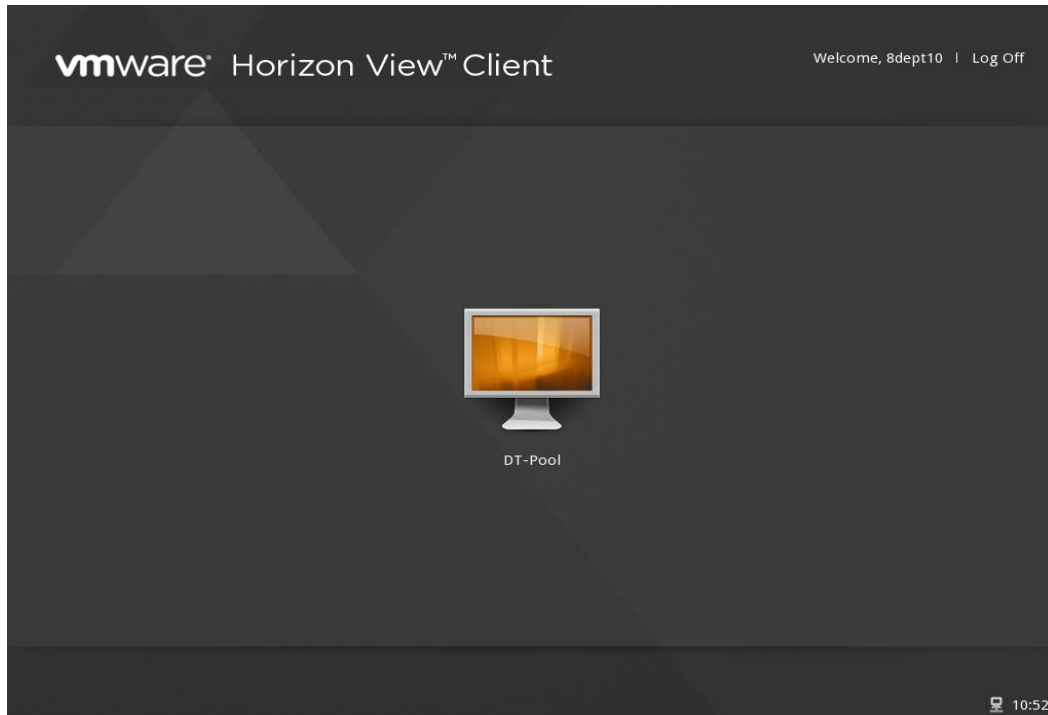 vmware® Horizon View™ Client
Welcome, 8dept10 | Log Off
DT-Pool
10:52